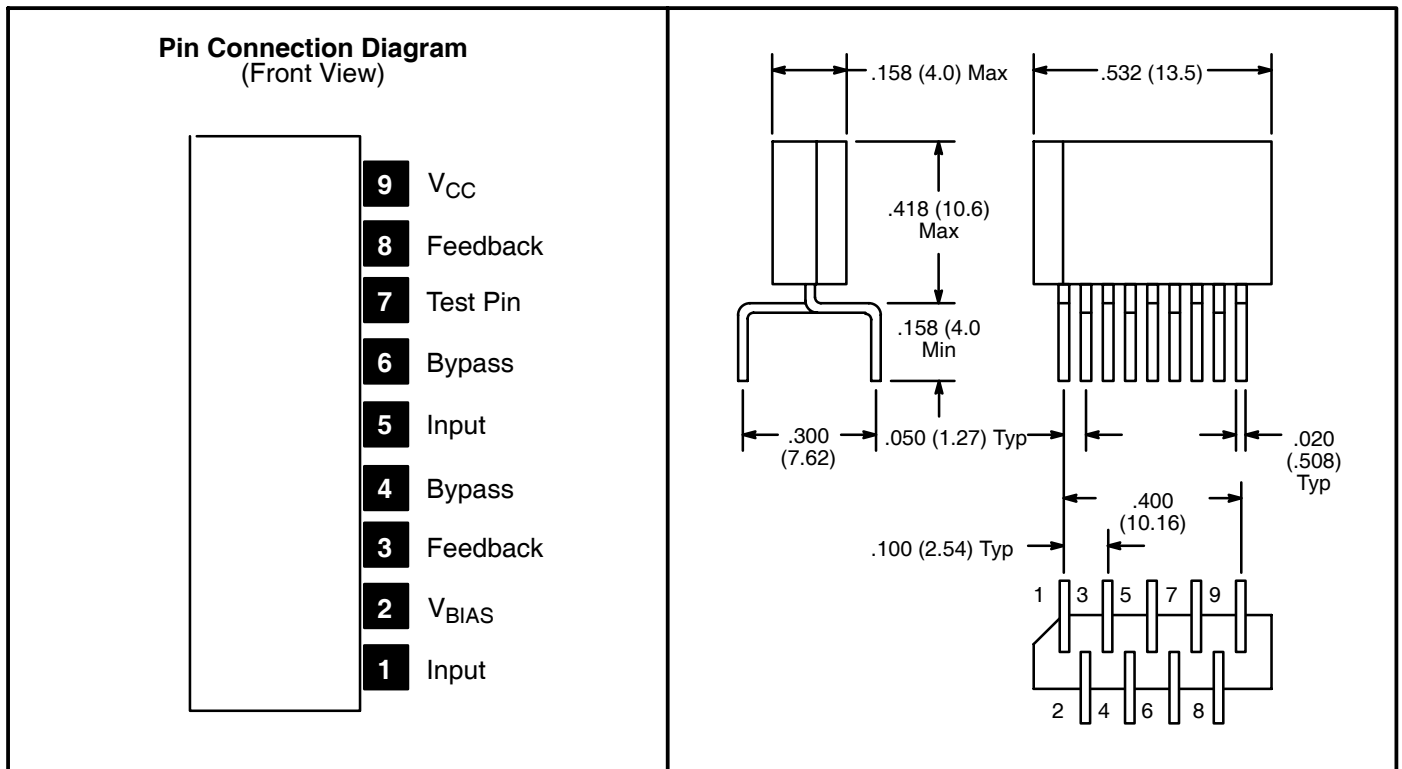 Pin Connection Diagram
(Front View)
9 VCC
8 Feedback
7 Test Pin
6 Bypass
5 Input
4 Bypass
3 Feedback
2 VBIAS
1 Input
.158 (4.0) Max
.532 (13.5)
.418 (10.6)
Max
.158 (4.0
Min
.300
(7.62)
.050 (1.27) Typ
.020
(.508)
Typ
.400
(10.16)
.100 (2.54) Typ
1 3 5 7 9
2 4 6 8